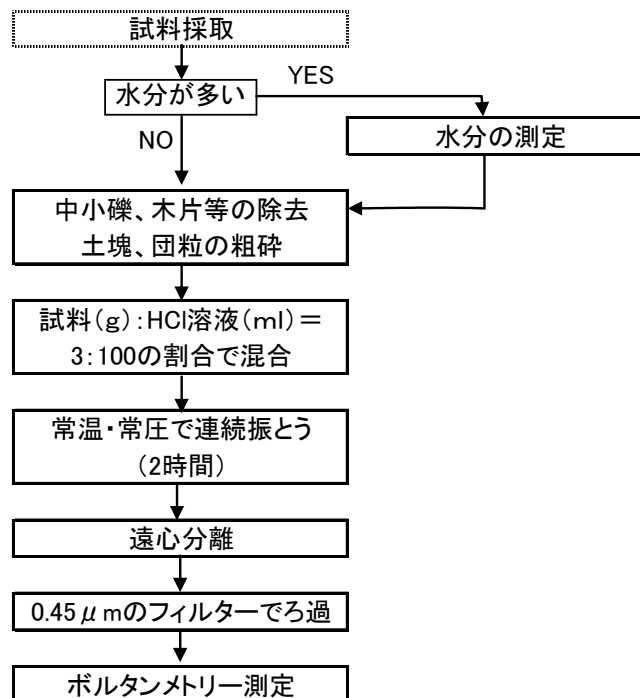 試料採取
水分が多い
YES
NO
水分の測定
中小礫、木片等の除去
土塊、団粒の粗砕
試料(g):HCl溶液(ml)=
3:100の割合で混合
常温・常圧で連続振とう
(2時間)
遠心分離
0.45μmのフィルターでろ過
ボルタンメトリー測定